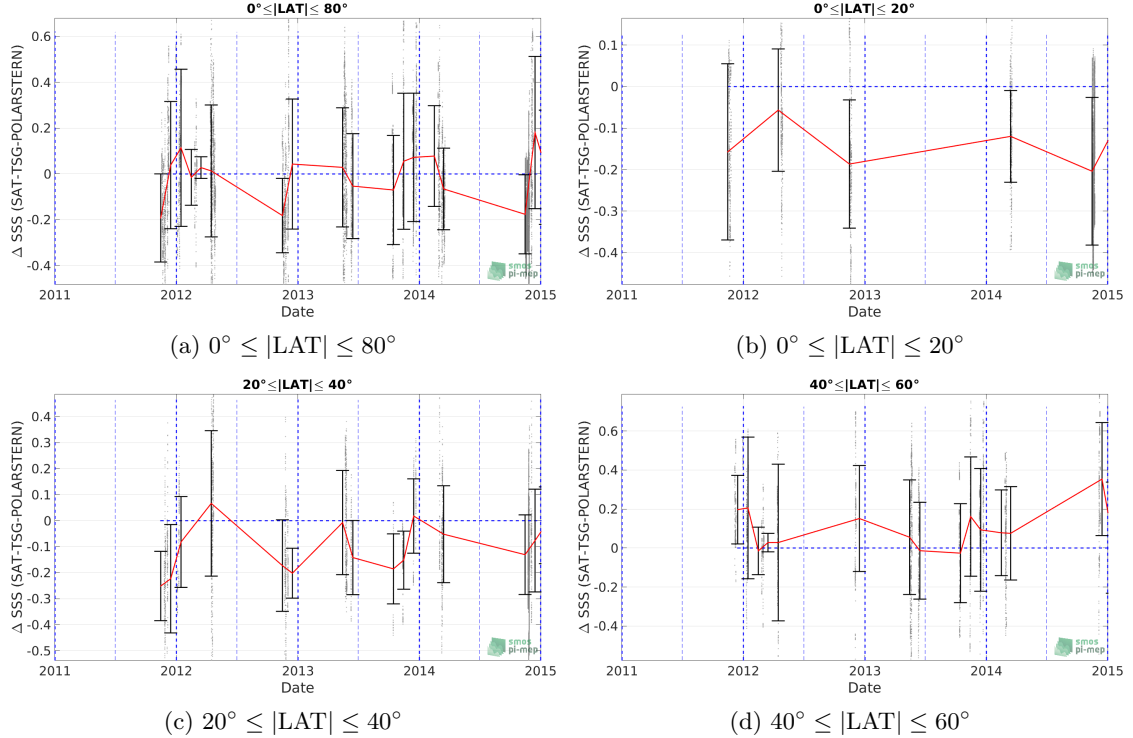 0°≤|LAT|≤ 80°
Δ SSS (SAT-TSG-POLARSTERN)
0.6
0.4
0.2
0
-0.2
-0.4
2011
2012
2013
2014
2015
Date
smos
pi-mep
(a) 0° ≤ |LAT| ≤ 80°
0°≤|LAT|≤ 20°
Δ SSS (SAT-TSG-POLARSTERN)
0.1
0
-0.1
-0.2
-0.3
-0.4
2011
2012
2013
2014
2015
Date
smos
pi-mep
(b) 0° ≤ |LAT| ≤ 20°
20°≤|LAT|≤ 40°
Δ SSS (SAT-TSG-POLARSTERN)
0.4
0.3
0.2
0.1
0
-0.1
-0.2
-0.3
-0.4
-0.5
2011
2012
2013
2014
2015
Date
smos
pi-mep
(c) 20° ≤ |LAT| ≤ 40°
40°≤|LAT|≤ 60°
Δ SSS (SAT-TSG-POLARSTERN)
0.6
0.4
0.2
0
-0.2
-0.4
2011
2012
2013
2014
2015
Date
smos
pi-mep
(d) 40° ≤ |LAT| ≤ 60°